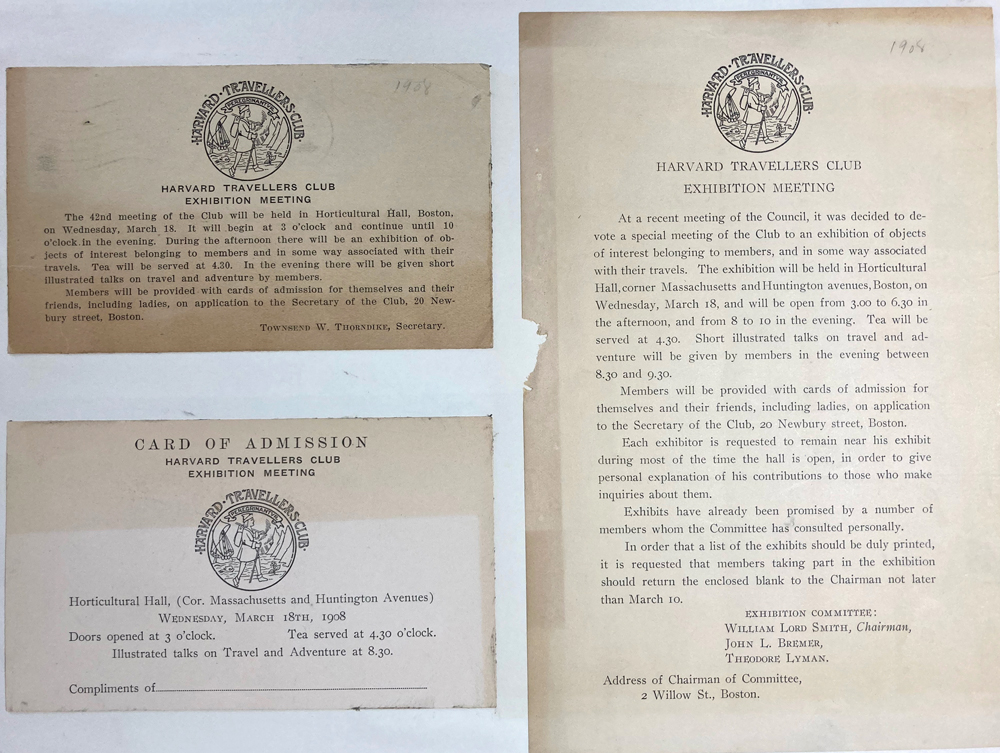 1908
HARVARD · TRAVELLERS · CLUB
PEREGRINANTUR
HARVARD TRAVELLERS CLUB
EXHIBITION MEETING
The 42nd meeting of the Club will be held in Horticultural Hall, Boston,
on Wednesday, March 18. It will begin at 3 o'clock and continue until 10
o'clock in the evening. During the afternoon there will be an exhibition of ob-
jects of interest belonging to members and in some way associated with their
travels. Tea will be served at 4.30. In the evening there will be given short
illustrated talks on travel and adventure by members.
Members will be provided with cards of admission for themselves and their
friends, including ladies, on application to the Secretary of the Club, 20 New-
bury street, Boston.
Townsend W. Thorndike, Secretary.
CARD OF ADMISSION
HARVARD TRAVELLERS CLUB
EXHIBITION MEETING
HARVARD · TRAVELLERS · CLUB
PEREGRINANTUR
Horticultural Hall, (Cor. Massachusetts and Huntington Avenues)
Wednesday, March 18th, 1908
Doors opened at 3 o'clock. Tea served at 4.30 o'clock.
Illustrated talks on Travel and Adventure at 8.30.
Compliments of
1908
HARVARD · TRAVELLERS · CLUB
PEREGRINANTUR
HARVARD TRAVELLERS CLUB
EXHIBITION MEETING
At a recent meeting of the Council, it was decided to de-
vote a special meeting of the Club to an exhibition of objects
of interest belonging to members, and in some way associated
with their travels. The exhibition will be held in Horticultural
Hall, corner Massachusetts and Huntington avenues, Boston, on
Wednesday, March 18, and will be open from 3.00 to 6.30 in
the afternoon, and from 8 to 10 in the evening. Tea will be
served at 4.30. Short illustrated talks on travel and ad-
venture will be given by members in the evening between
8.30 and 9.30.
Members will be provided with cards of admission for
themselves and their friends, including ladies, on application
to the Secretary of the Club, 20 Newbury street, Boston.
Each exhibitor is requested to remain near his exhibit
during most of the time the hall is open, in order to give
personal explanation of his contributions to those who make
inquiries about them.
Exhibits have already been promised by a number of
members whom the Committee has consulted personally.
In order that a list of the exhibits should be duly printed,
it is requested that members taking part in the exhibition
should return the enclosed blank to the Chairman not later
than March 10.
EXHIBITION COMMITTEE:
William Lord Smith, Chairman,
John L. Bremer,
Theodore Lyman.
Address of Chairman of Committee,
2 Willow St., Boston.